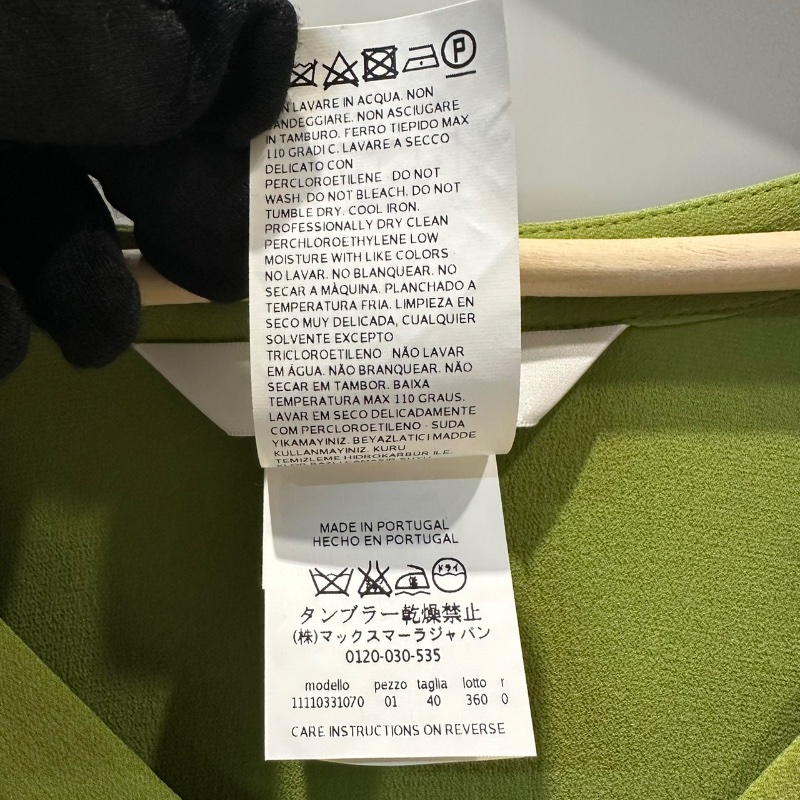 P
LAVARE IN ACQUA. NON
CANDEGGIARE. NON ASCIUGARE
IN TAMBURO. FERRO TIEPIDO MAX
110 GRADI C. LAVARE A SECCO
DELICATO CON
PERCLOROETILENE · DO NOT
WASH. DO NOT BLEACH. DO NOT
TUMBLE DRY. COOL IRON.
PROFESSIONALLY DRY CLEAN
PERCHLOROETHYLENE LOW
MOISTURE WITH LIKE COLORS
NO LAVAR. NO BLANQUEAR. NO
SECAR A MÀQUINA. PLANCHADO A
TEMPERATURA FRIA. LIMPIEZA EN
SECO MUY DELICADA, CUALQUIER
SOLVENTE EXCEPTO
TRICLOROETILENO · NÃO LAVAR
EM ÁGUA. NÃO BRANQUEAR. NÃO
SECAR EM TAMBOR. BAIXA
TEMPERATURA MAX 110 GRAUS.
LAVAR EM SECO DELICADAMENTE
COM PERCLOROETILENO · SUDA
YIKAMAYINIZ. BEYAZLATICI MADDE
KULLANMAYINIZ. KURU
TEMIZLEME HIDROKARBUR ILE.
MADE IN PORTUGAL
HECHO EN PORTUGAL
ドライ
タンブラー乾燥禁止
(株)マックスマーラジャパン
0120-030-535
modello pezzo taglia lotto r
11110331070 01 40 360 0
CARE INSTRUCTIONS ON REVERSE